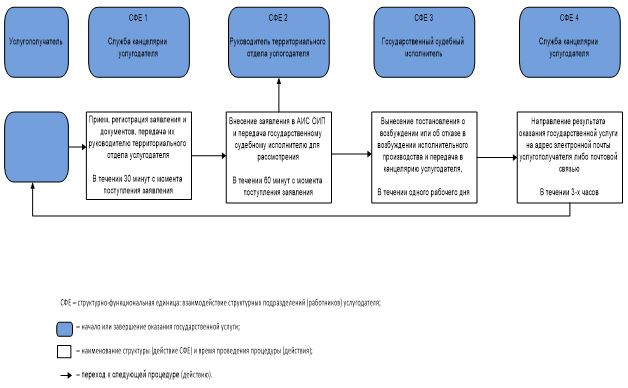 Услугополучатель
СФЕ 1
Служба канцелярии
услугодателя
СФЕ 2
Руководитель территориального
отдела услогодателя
СФЕ 3
Государственный судебный
исполнитель
СФЕ 4
Служба канцелярии
услугодателя
Прием, регистрация заявления и
документов, передача их
руководителю территориального
отдела услугодателя
В течении 30 минут с момента
поступления заявления
Внесение заявления в АИС ОИП
и передача государственному
судебному исполнителю для
рассмотрения
В течении 60 минут с момента
поступления заявления
Вынесение постановления о
возбуждении или об отказе в
возбуждении исполнительного
производства и передача в
канцелярию услугодателя,
В течении одного рабочего дня
Направление результата
оказания государственной услуги
на адрес электронной почты
услугополучателя либо почтовой
связью
В течении 3-х часов
СФЕ – структурно-функциональная единица: взаимодействие структурных подразделений (работников) услугодателя;
– начало или завершение оказания государственной услуги;
– наименование структуры (действие СФЕ) и время проведения процедуры (действия);
– переход к следующей процедуре (действию).